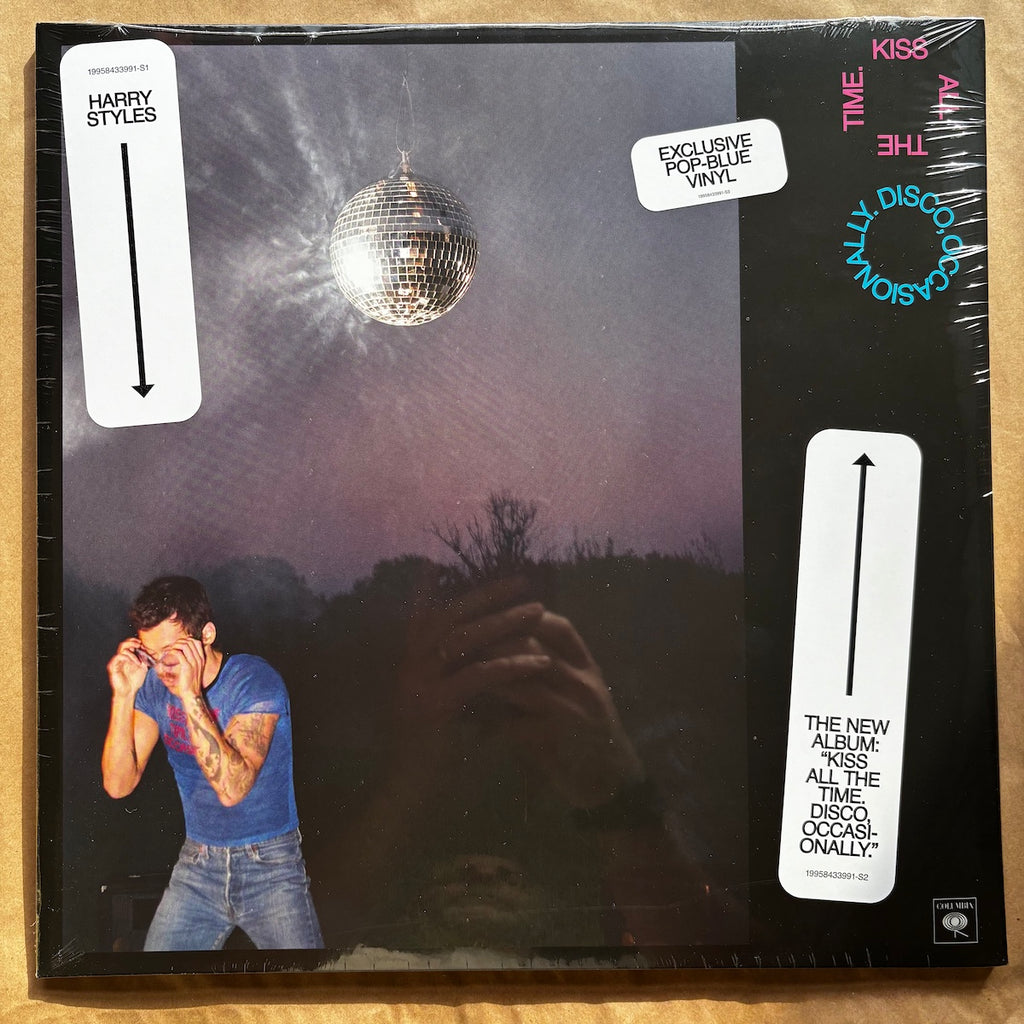 19958433991-S1
HARRY
STYLES
EXCLUSIVE
POP-BLUE
VINYL
19958433991-S3
KISS
ALL
THE
TIME.
DISCO, OCCASIONALLY.
THE NEW
ALBUM:
“KISS
ALL THE
TIME.
DISCO,
OCCASI-
ONALLY.”
19958433991-S2
COLUMBIA